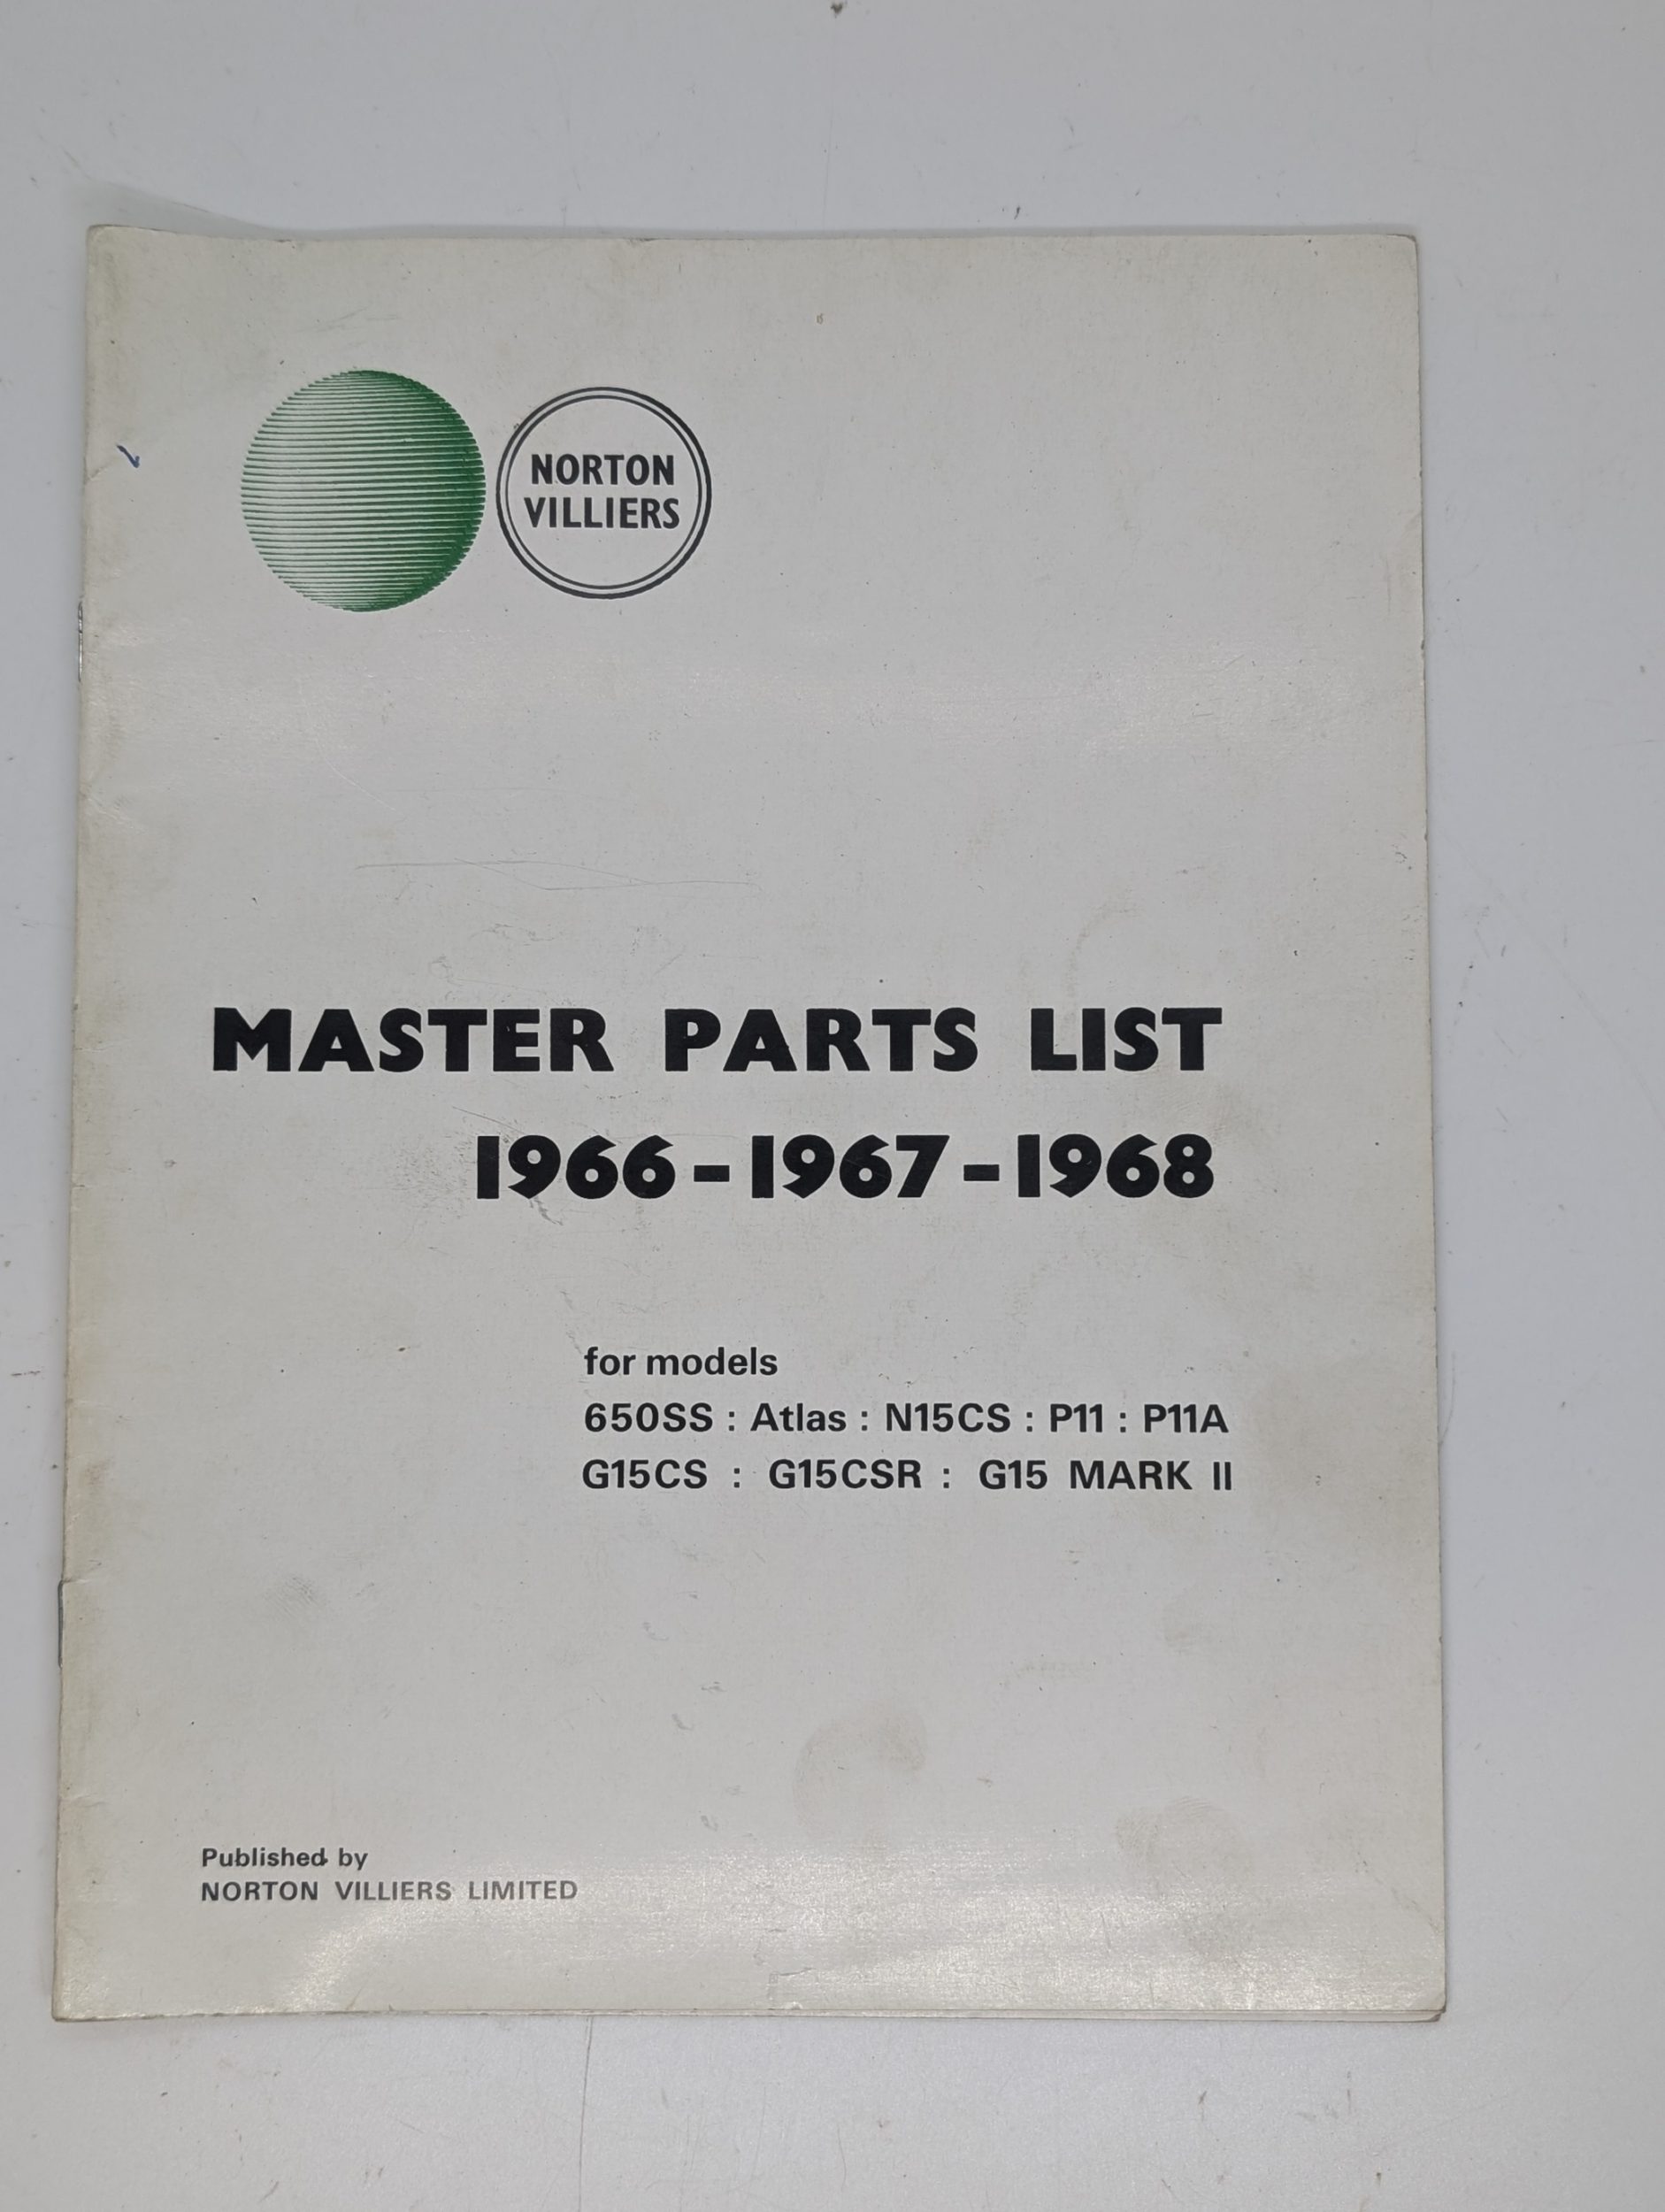 NORTON
VILLIERS
MASTER PARTS LIST
1966-1967-1968
for models
650SS : Atlas : N15CS : P11 : P11A
G15CS : G15CSR : G15 MARK II
Published by
NORTON VILLIERS LIMITED